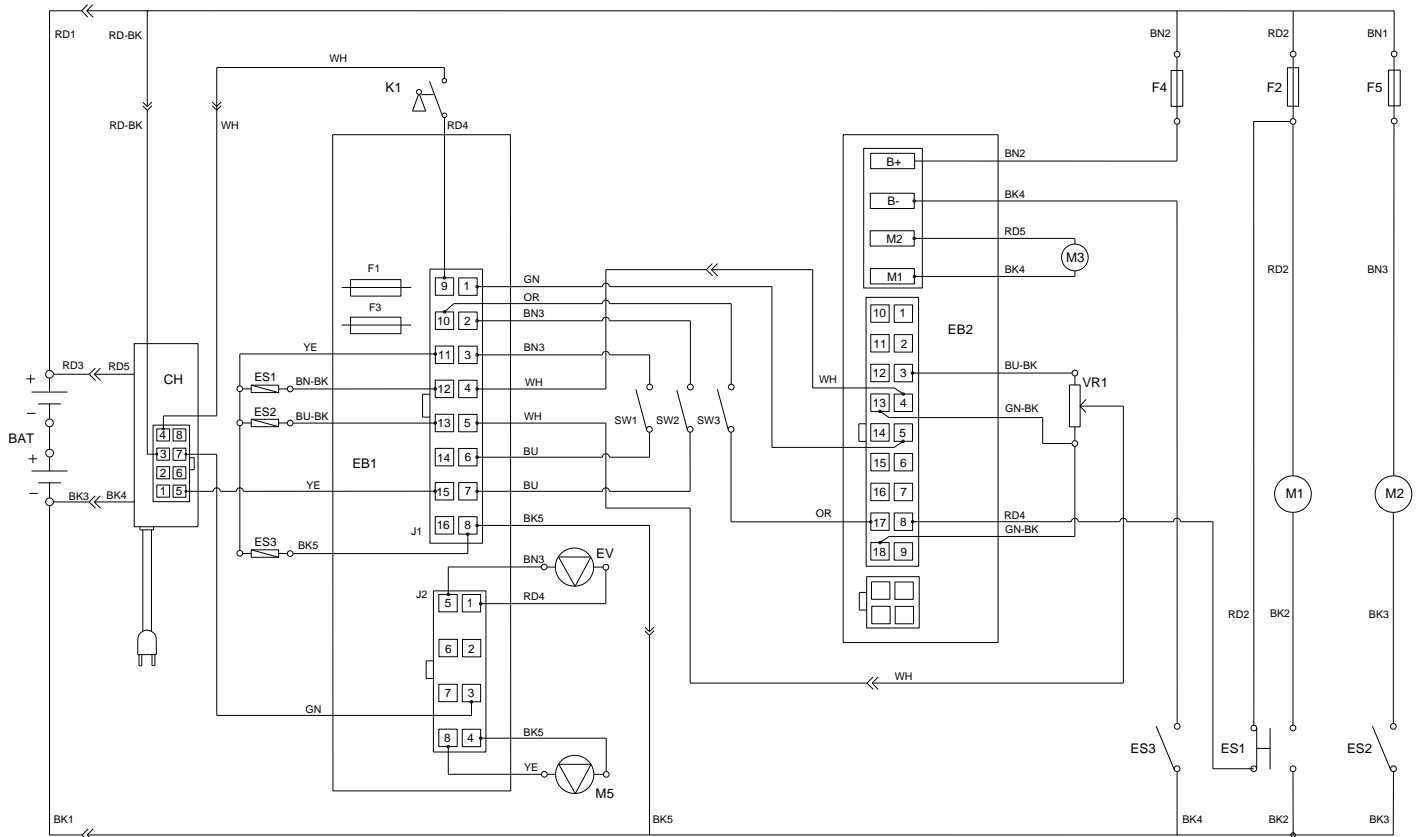 RD1
RD-BK
WH
BN2
RD2
BN1
K1
F4
F2
F5
RD-BK
WH
RD4
B+
BN2
B-
BK4
M2
RD5
M3
M1
BK4
F1
F3
9 1
GN
OR
10 2
BN3
RD2
BN3
10 1
EB2
YE
11 3
BN3
11 2
CH
RD3
RD5
ES1
BN-BK
12 4
WH
12 3
BU-BK
VR1
WH
13 4
GN-BK
ES2
BU-BK
13 5
WH
SW1
SW2
SW3
+
−
BAT
+
−
4 8
3 7
2 6
1 5
EB1
14 6
BU
14 5
15 6
YE
15 7
BU
16 7
M1
M2
BK3
BK4
OR
17 8
RD4
GN-BK
J1
16 8
BK5
18 9
ES3
BK5
BN3
EV
J2
5 1
RD4
RD2
BK2
BK3
6 2
7 3
GN
WH
8 4
BK5
YE
M5
ES3
ES1
ES2
BK1
BK5
BK4
BK2
BK3